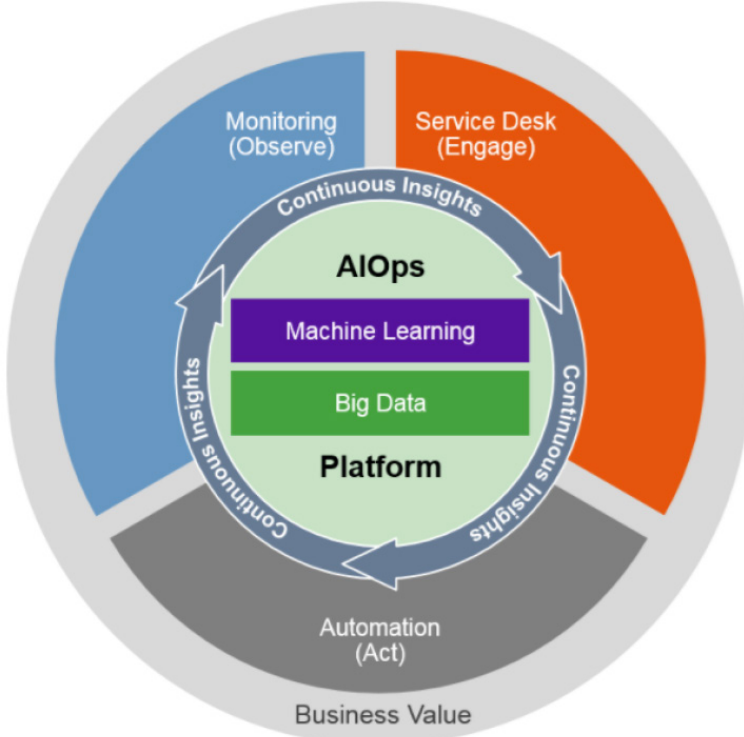 Monitoring
(Observe)
Service Desk
(Engage)
Continuous Insights
AIOps
Machine Learning
Big Data
Platform
Continuous Insights
Continuous Insights
Automation
(Act)
Business Value